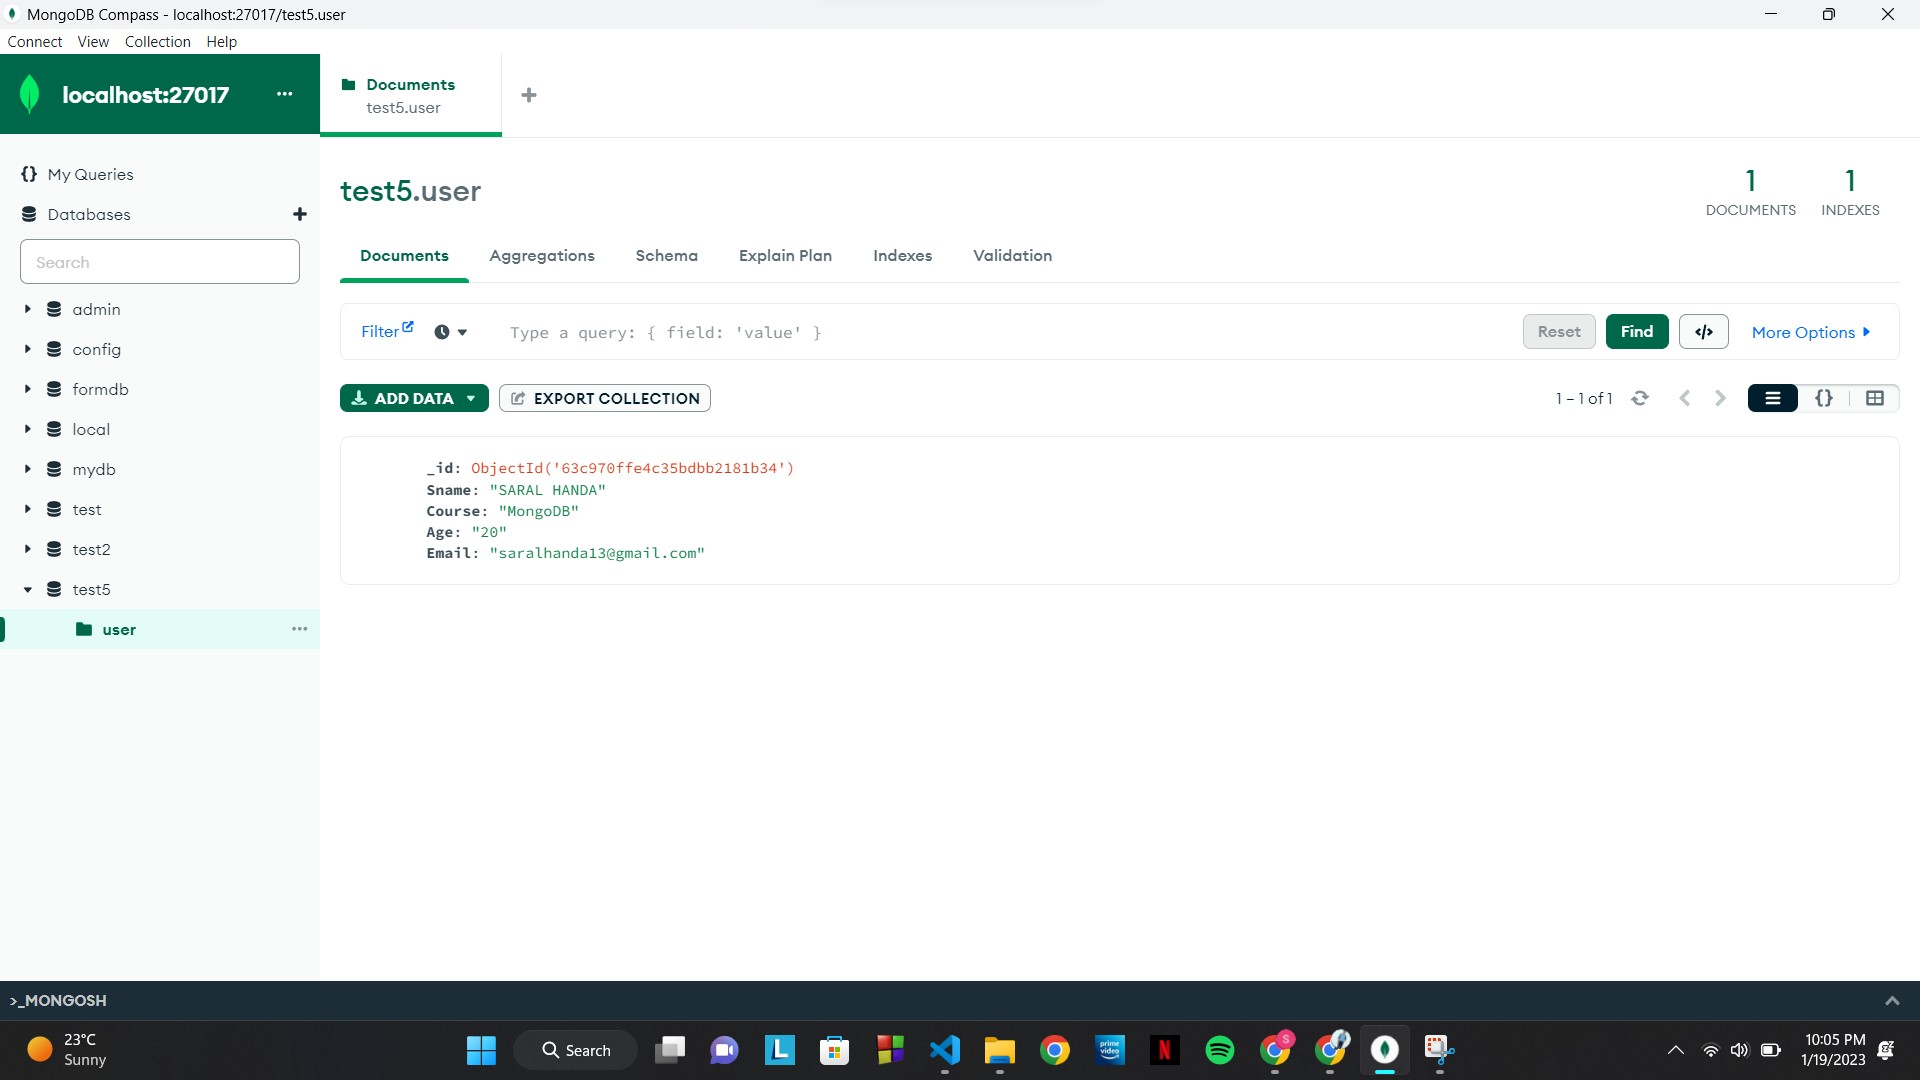 MongoDB Compass - localhost:27017/test5.user
Connect View Collection Help
localhost:27017 ...
Documents
test5.user
+
{} My Queries
Databases +
Search
admin
config
formdb
local
mydb
test
test2
test5
user ...
test5.user
1
DOCUMENTS
1
INDEXES
Documents Aggregations Schema Explain Plan Indexes Validation
Filter Type a query: { field: 'value' } Reset Find </> More Options
ADD DATA EXPORT COLLECTION 1 – 1 of 1 {}
_id: ObjectId('63c970ffe4c35bdbb2181b34')
Sname: "SARAL HANDA"
Course: "MongoDB"
Age: "20"
Email: "saralhanda13@gmail.com"
>_MONGOSH
23°C
Sunny
Search
L
prime video
N
S
10:05 PM
1/19/2023